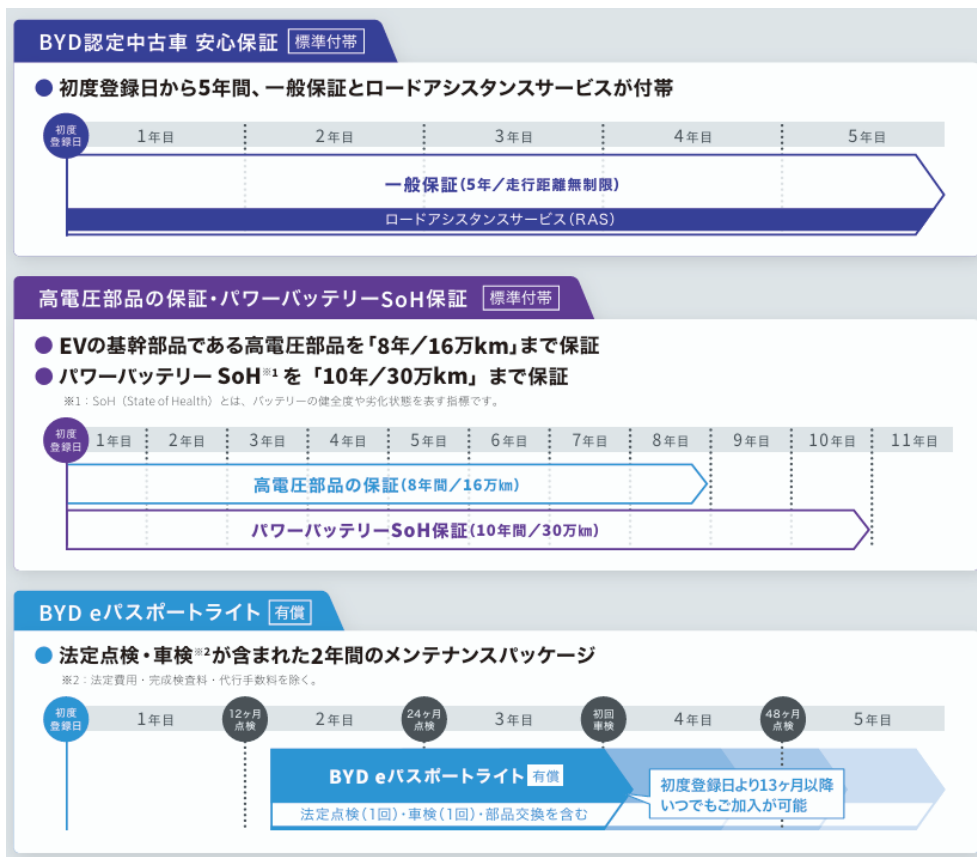 BYD認定中古車 安心保証 標準付帯
● 初度登録日から5年間、一般保証とロードアシスタンスサービスが付帯
初度
登録日
1年目 2年目 3年目 4年目 5年目
一般保証(5年／走行距離無制限)
ロードアシスタンスサービス(RAS)
高電圧部品の保証・パワーバッテリーSoH保証 標準付帯
● EVの基幹部品である高電圧部品を「8年／16万km」まで保証
● パワーバッテリー SoH※1 を「10年／30万km」まで保証
※1：SoH（State of Health）とは、バッテリーの健全度や劣化状態を表す指標です。
初度
登録日
1年目 2年目 3年目 4年目 5年目 6年目 7年目 8年目 9年目 10年目 11年目
高電圧部品の保証(8年間／16万㎞)
パワーバッテリーSoH保証(10年間／30万㎞)
BYD eパスポートライト 有償
● 法定点検・車検※2が含まれた2年間のメンテナンスパッケージ
※2：法定費用・完成検査料・代行手数料を除く。
初度
登録日
1年目
12ヶ月
点検
2年目
24ヶ月
点検
3年目
初回
車検
4年目
48ヶ月
点検
5年目
BYD eパスポートライト 有償
法定点検(1回)・車検(1回)・部品交換を含む
初度登録日より13ヶ月以降
いつでもご加入が可能